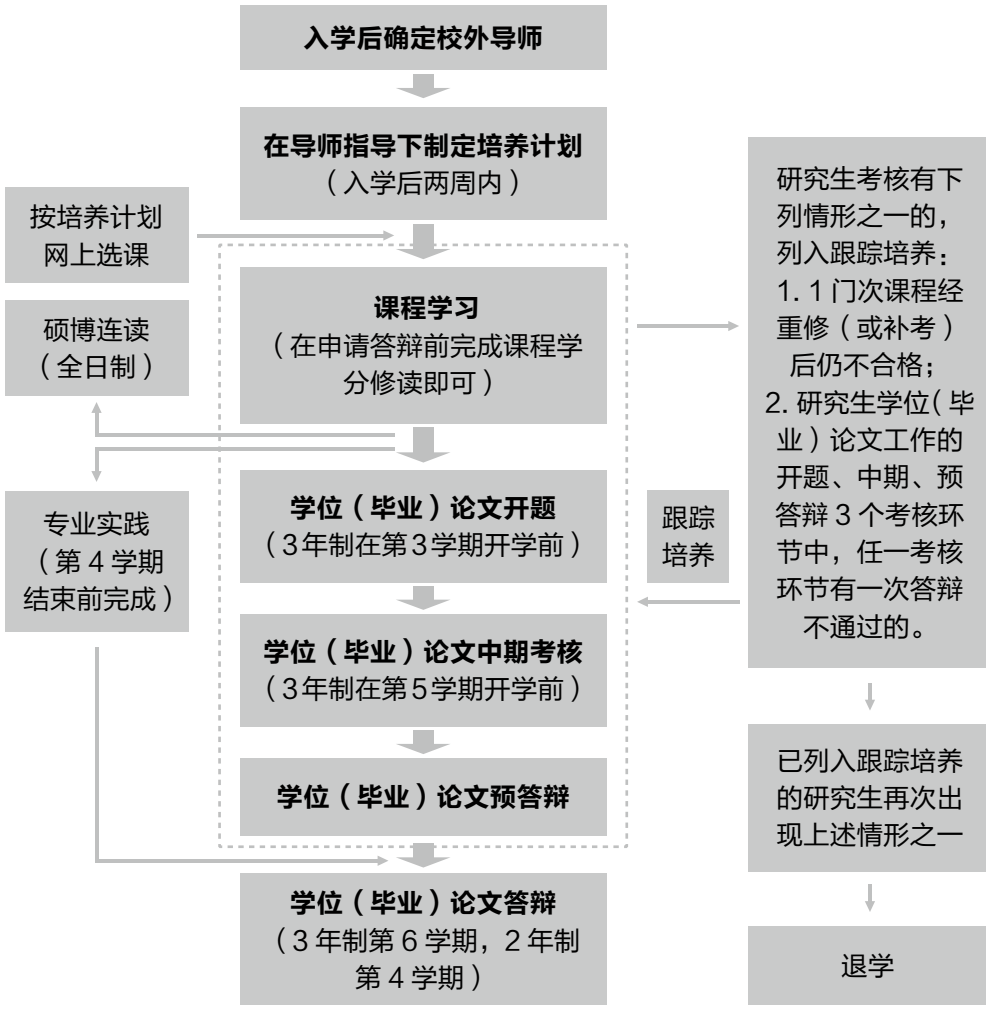 入学后确定校外导师
在导师指导下制定培养计划
（入学后两周内）
按培养计划
网上选课
课程学习
（在申请答辩前完成课程学
分修读即可）
硕博连读
（全日制）
专业实践
（第 4 学期
结束前完成）
学位（毕业）论文开题
（3年制在第3学期开学前）
学位（毕业）论文中期考核
（3年制在第5学期开学前）
学位（毕业）论文预答辩
学位（毕业）论文答辩
（3 年制第 6 学期，2 年制
第 4 学期）
跟踪
培养
研究生考核有下
列情形之一的，
列入跟踪培养：
1. 1 门次课程经
重修（或补考）
后仍不合格；
2. 研究生学位（毕
业）论文工作的
开题、中期、预
答辩 3 个考核环
节中，任一考核
环节有一次答辩
不通过的。
已列入跟踪培养
的研究生再次出
现上述情形之一
退学